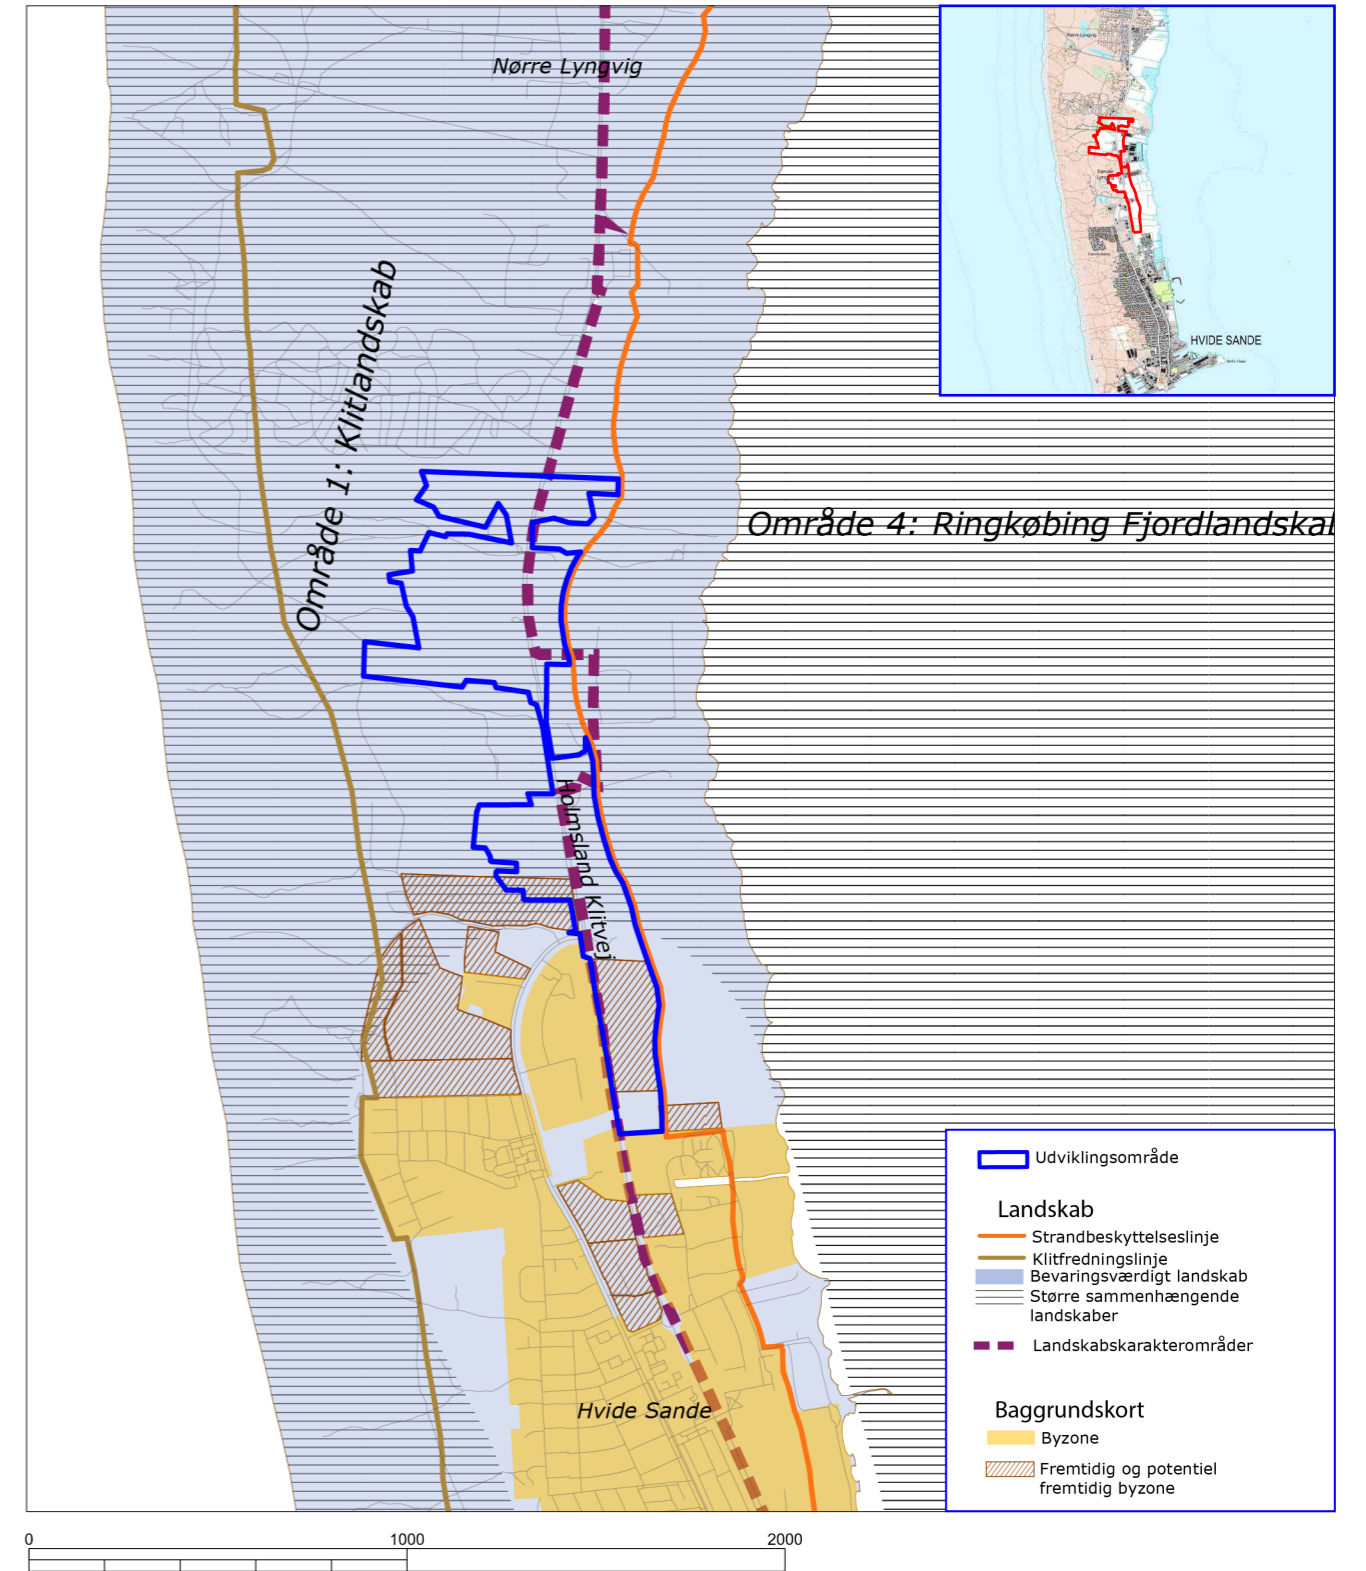 Nørre Lyngvig
HVIDE SANDE
Område 1: Klitlandskab
Område 4: Ringkøbing Fjordlandskab
Holmsland Klitvej
Hvide Sande
Udviklingsområde
Landskab
Strandbeskyttelseslinje
Klitfredningslinje
Bevaringsværdigt landskab
Større sammenhængende
landskaber
Landskabskarakterområder
Baggrundskort
Byzone
Fremtidig og potentiel
fremtidig byzone
0 1000 2000